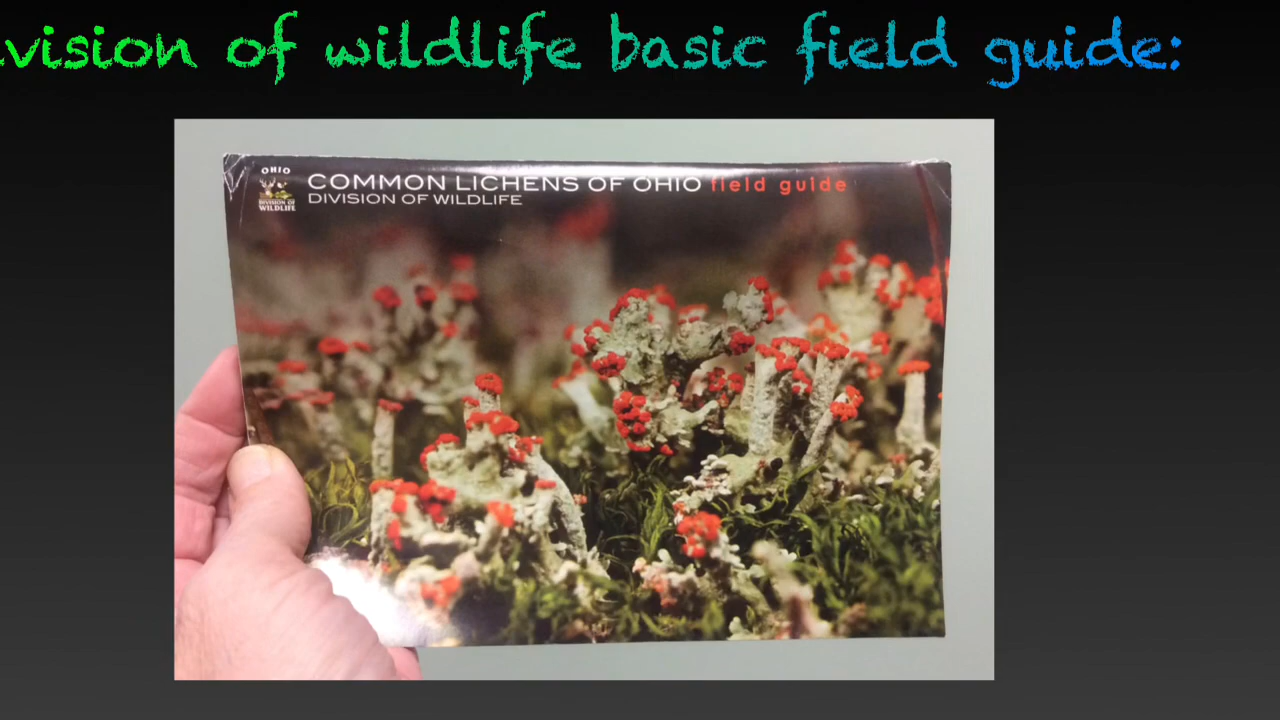 vision of wildlife basic field guide:
OHIO
DIVISION OF
WILDLIFE
COMMON LICHENS OF OHIO field guide
DIVISION OF WILDLIFE